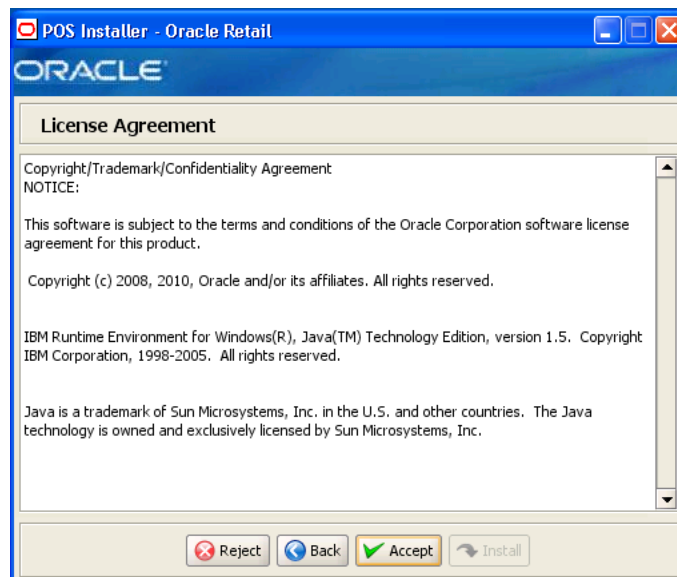 POS Installer - Oracle Retail
ORACLE
License Agreement
Copyright/Trademark/Confidentiality Agreement
NOTICE:
This software is subject to the terms and conditions of the Oracle Corporation software license
agreement for this product.
Copyright (c) 2008, 2010, Oracle and/or its affiliates. All rights reserved.
IBM Runtime Environment for Windows(R), Java(TM) Technology Edition, version 1.5.  Copyright
IBM Corporation, 1998-2005.  All rights reserved.
Java is a trademark of Sun Microsystems, Inc. in the U.S. and other countries.  The Java
technology is owned and exclusively licensed by Sun Microsystems, Inc.
Reject Back Accept Install